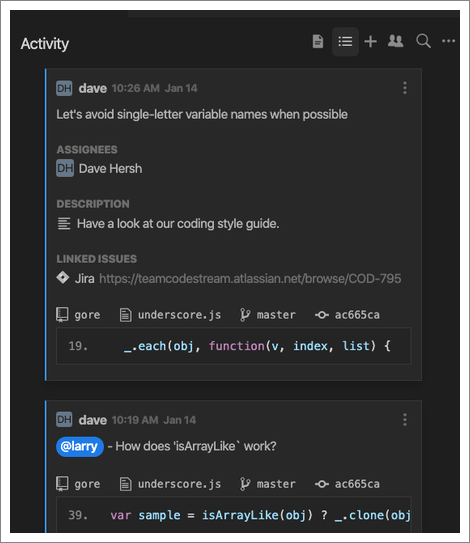 Activity
DH dave 10:26 AM Jan 14
Let's avoid single-letter variable names when possible
ASSIGNEES
DH Dave Hersh
DESCRIPTION
Have a look at our coding style guide.
LINKED ISSUES
Jira https://teamcodestream.atlassian.net/browse/COD-795
gore underscore.js master ac665ca
19. _.each(obj, function(v, index, list) {
DH dave 10:19 AM Jan 14
@larry - How does 'isArrayLike` work?
gore underscore.js master ac665ca
39. var sample = isArrayLike(obj) ? _.clone(obj